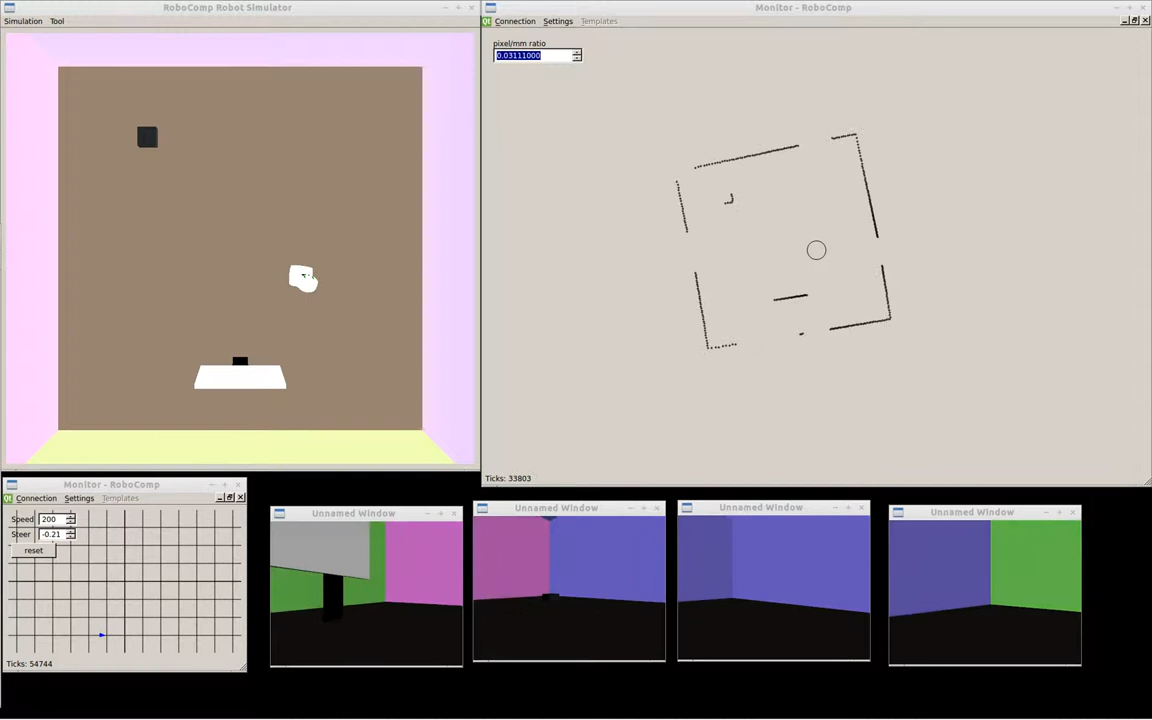 RoboComp Robot Simulator
Simulation Tool
Monitor - RoboComp
Qt Connection Settings Templates
pixel/mm ratio
0.03111000
Ticks: 33803
Monitor - RoboComp
Qt Connection Settings Templates
Speed 200
Steer -0.21
reset
Ticks: 54744
Unnamed Window
Unnamed Window
Unnamed Window
Unnamed Window